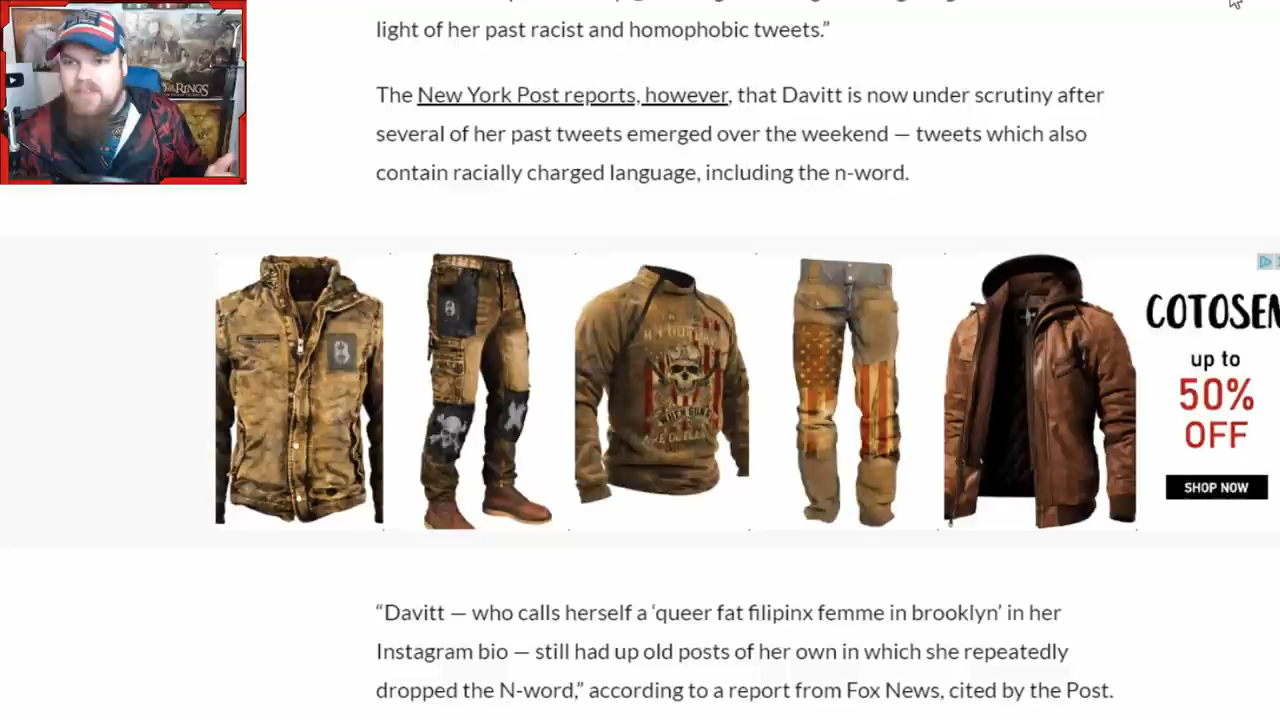 light of her past racist and homophobic tweets.”
The New York Post reports, however, that Davitt is now under scrutiny after
several of her past tweets emerged over the weekend — tweets which also
contain racially charged language, including the n-word.
RINGS
COTOSEN
up to
50%
OFF
SHOP NOW
“Davitt — who calls herself a ‘queer fat filipinx femme in brooklyn’ in her
Instagram bio — still had up old posts of her own in which she repeatedly
dropped the N-word,” according to a report from Fox News, cited by the Post.